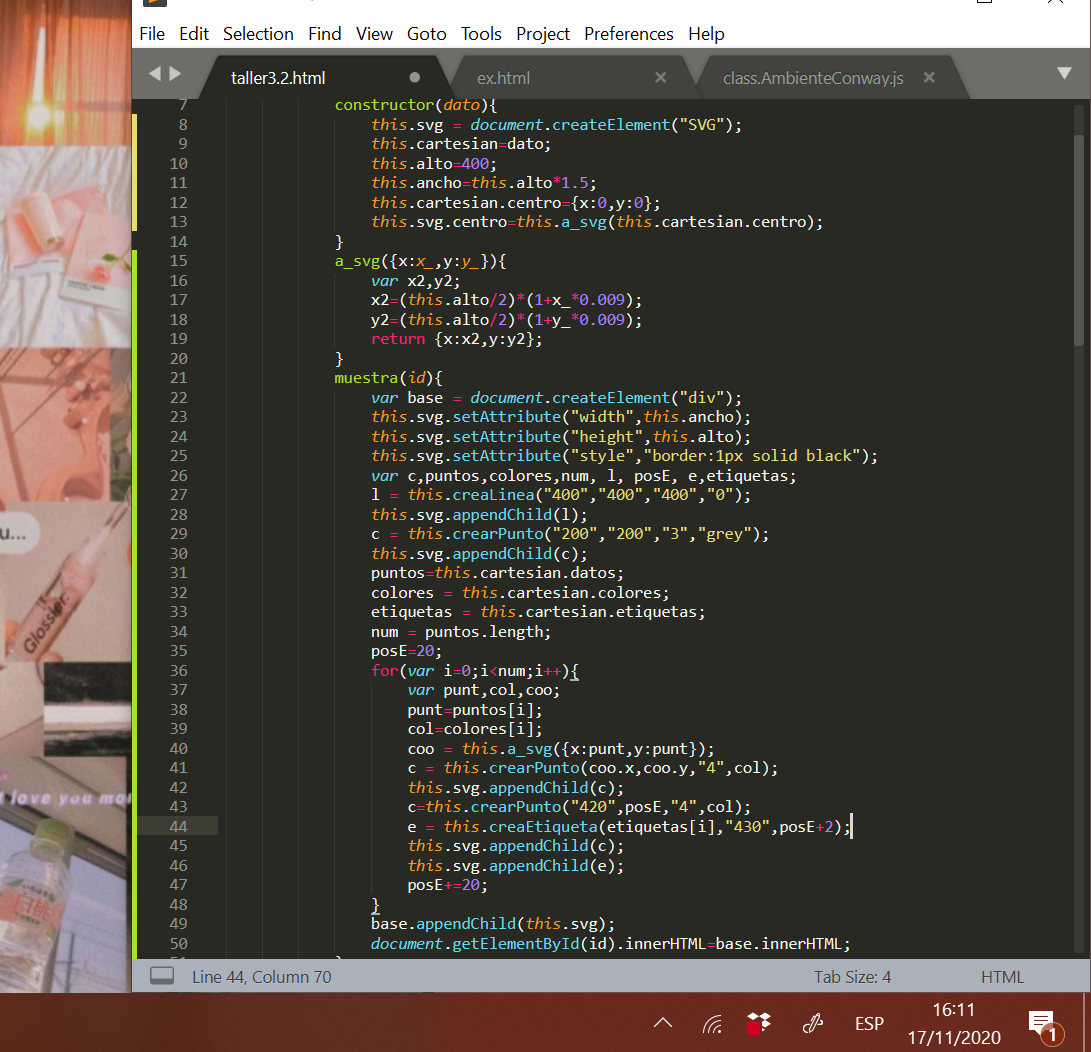 File Edit Selection Find View Goto Tools Project Preferences Help
taller3.2.html ex.html class.AmbienteConway.js
7 constructor(dato){
8 this.svg = document.createElement("SVG");
9 this.cartesian=dato;
10 this.alto=400;
11 this.ancho=this.alto*1.5;
12 this.cartesian.centro={x:0,y:0};
13 this.svg.centro=this.a_svg(this.cartesian.centro);
14 }
15 a_svg({x:x_,y:y_}){
16 var x2,y2;
17 x2=(this.alto/2)*(1+x_*0.009);
18 y2=(this.alto/2)*(1+y_*0.009);
19 return {x:x2,y:y2};
20 }
21 muestra(id){
22 var base = document.createElement("div");
23 this.svg.setAttribute("width",this.ancho);
24 this.svg.setAttribute("height",this.alto);
25 this.svg.setAttribute("style","border:1px solid black");
26 var c,puntos,colores,num, l, posE, e,etiquetas;
27 l = this.creaLinea("400","400","400","0");
28 this.svg.appendChild(l);
29 c = this.crearPunto("200","200","3","grey");
30 this.svg.appendChild(c);
31 puntos=this.cartesian.datos;
32 colores = this.cartesian.colores;
33 etiquetas = this.cartesian.etiquetas;
34 num = puntos.length;
35 posE=20;
36 for(var i=0;i<num;i++){
37 var punt,col,coo;
38 punt=puntos[i];
39 col=colores[i];
40 coo = this.a_svg({x:punt,y:punt});
41 c = this.crearPunto(coo.x,coo.y,"4",col);
42 this.svg.appendChild(c);
43 c=this.crearPunto("420",posE,"4",col);
44 e = this.creaEtiqueta(etiquetas[i],"430",posE+2);
45 this.svg.appendChild(c);
46 this.svg.appendChild(e);
47 posE+=20;
48 }
49 base.appendChild(this.svg);
50 document.getElementById(id).innerHTML=base.innerHTML;
u...
Glossier.
I love you mo
Line 44, Column 70 Tab Size: 4 HTML
ESP
16:11
17/11/2020
1